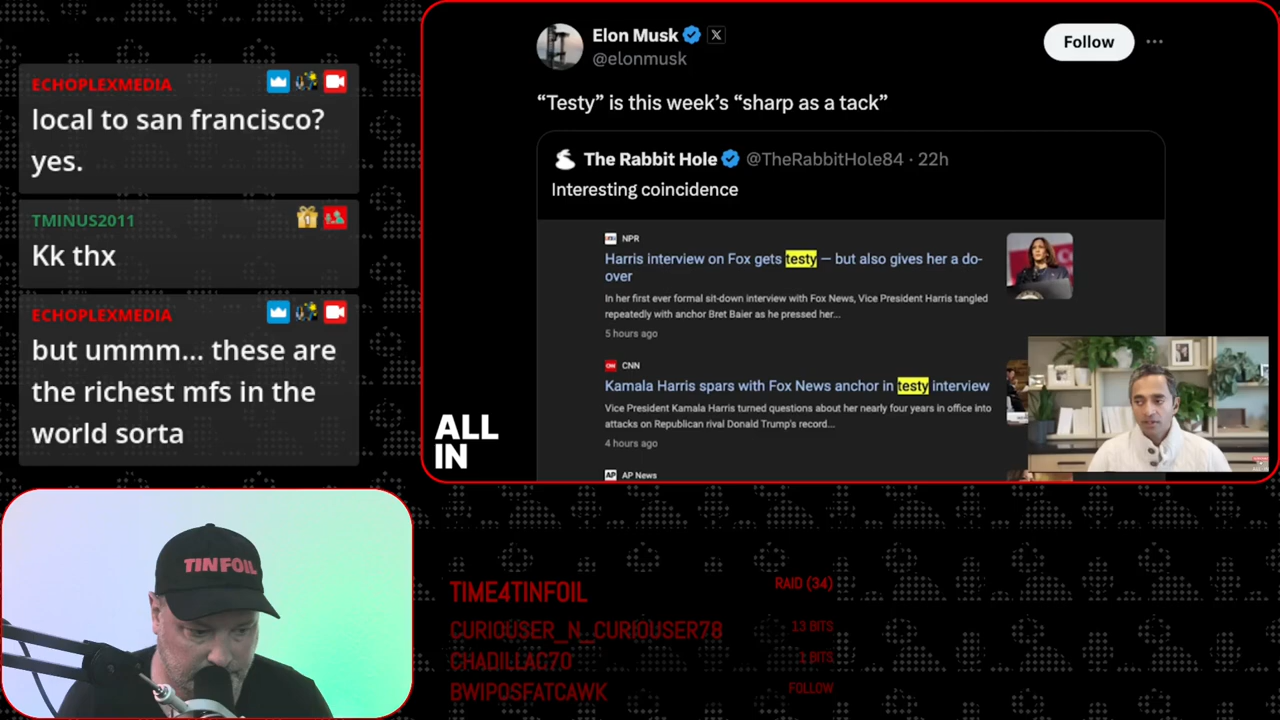 ECHOPLEXMEDIA
local to san francisco?
yes.
TMINUS2011
Kk thx
ECHOPLEXMEDIA
but ummm... these are
the richest mfs in the
world sorta
Elon Musk
@elonmusk
Follow
“Testy” is this week’s “sharp as a tack”
The Rabbit Hole @TheRabbitHole84 · 22h
Interesting coincidence
NPR
Harris interview on Fox gets testy — but also gives her a do-
over
In her first ever formal sit-down interview with Fox News, Vice President Harris tangled
repeatedly with anchor Bret Baier as he pressed her...
5 hours ago
CNN
Kamala Harris spars with Fox News anchor in testy interview
Vice President Kamala Harris turned questions about her nearly four years in office into
attacks on Republican rival Donald Trump's record...
4 hours ago
AP AP News
ALL
IN
TINFOIL
TIME4TINFOIL RAID (34)
CURIOUSER_N_CURIOUSER78 13 BITS
CHADILLAC70 1 BITS
BWIPOSFATCAWK FOLLOW